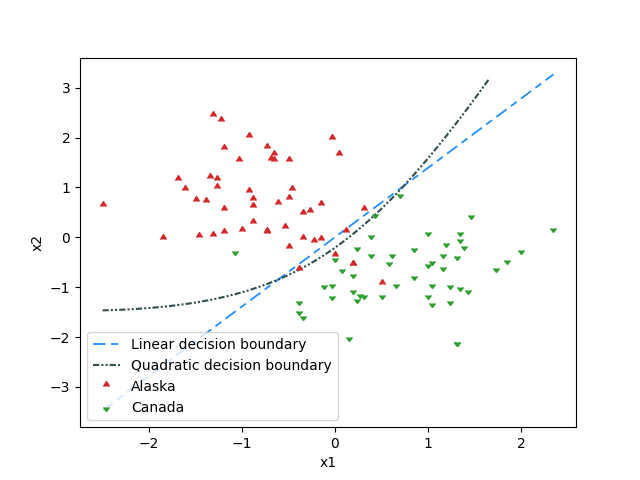 3
2
1
0
−1
−2
−3
x2
Linear decision boundary
Quadratic decision boundary
Alaska
Canada
−2
−1
0
1
2
x1